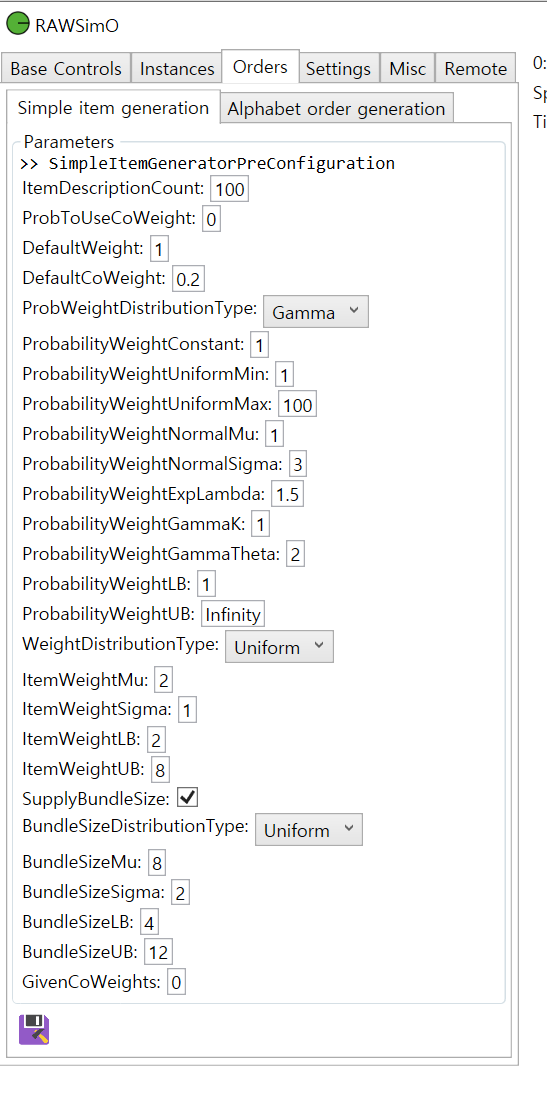 RAWSimO
Base Controls Instances Orders Settings Misc Remote
0:
Simple item generation Alphabet order generation
Sp
Ti
Parameters
>> SimpleItemGeneratorPreConfiguration
ItemDescriptionCount: 100
ProbToUseCoWeight: 0
DefaultWeight: 1
DefaultCoWeight: 0.2
ProbWeightDistributionType: Gamma
ProbabilityWeightConstant: 1
ProbabilityWeightUniformMin: 1
ProbabilityWeightUniformMax: 100
ProbabilityWeightNormalMu: 1
ProbabilityWeightNormalSigma: 3
ProbabilityWeightExpLambda: 1.5
ProbabilityWeightGammaK: 1
ProbabilityWeightGammaTheta: 2
ProbabilityWeightLB: 1
ProbabilityWeightUB: Infinity
WeightDistributionType: Uniform
ItemWeightMu: 2
ItemWeightSigma: 1
ItemWeightLB: 2
ItemWeightUB: 8
SupplyBundleSize:
BundleSizeDistributionType: Uniform
BundleSizeMu: 8
BundleSizeSigma: 2
BundleSizeLB: 4
BundleSizeUB: 12
GivenCoWeights: 0